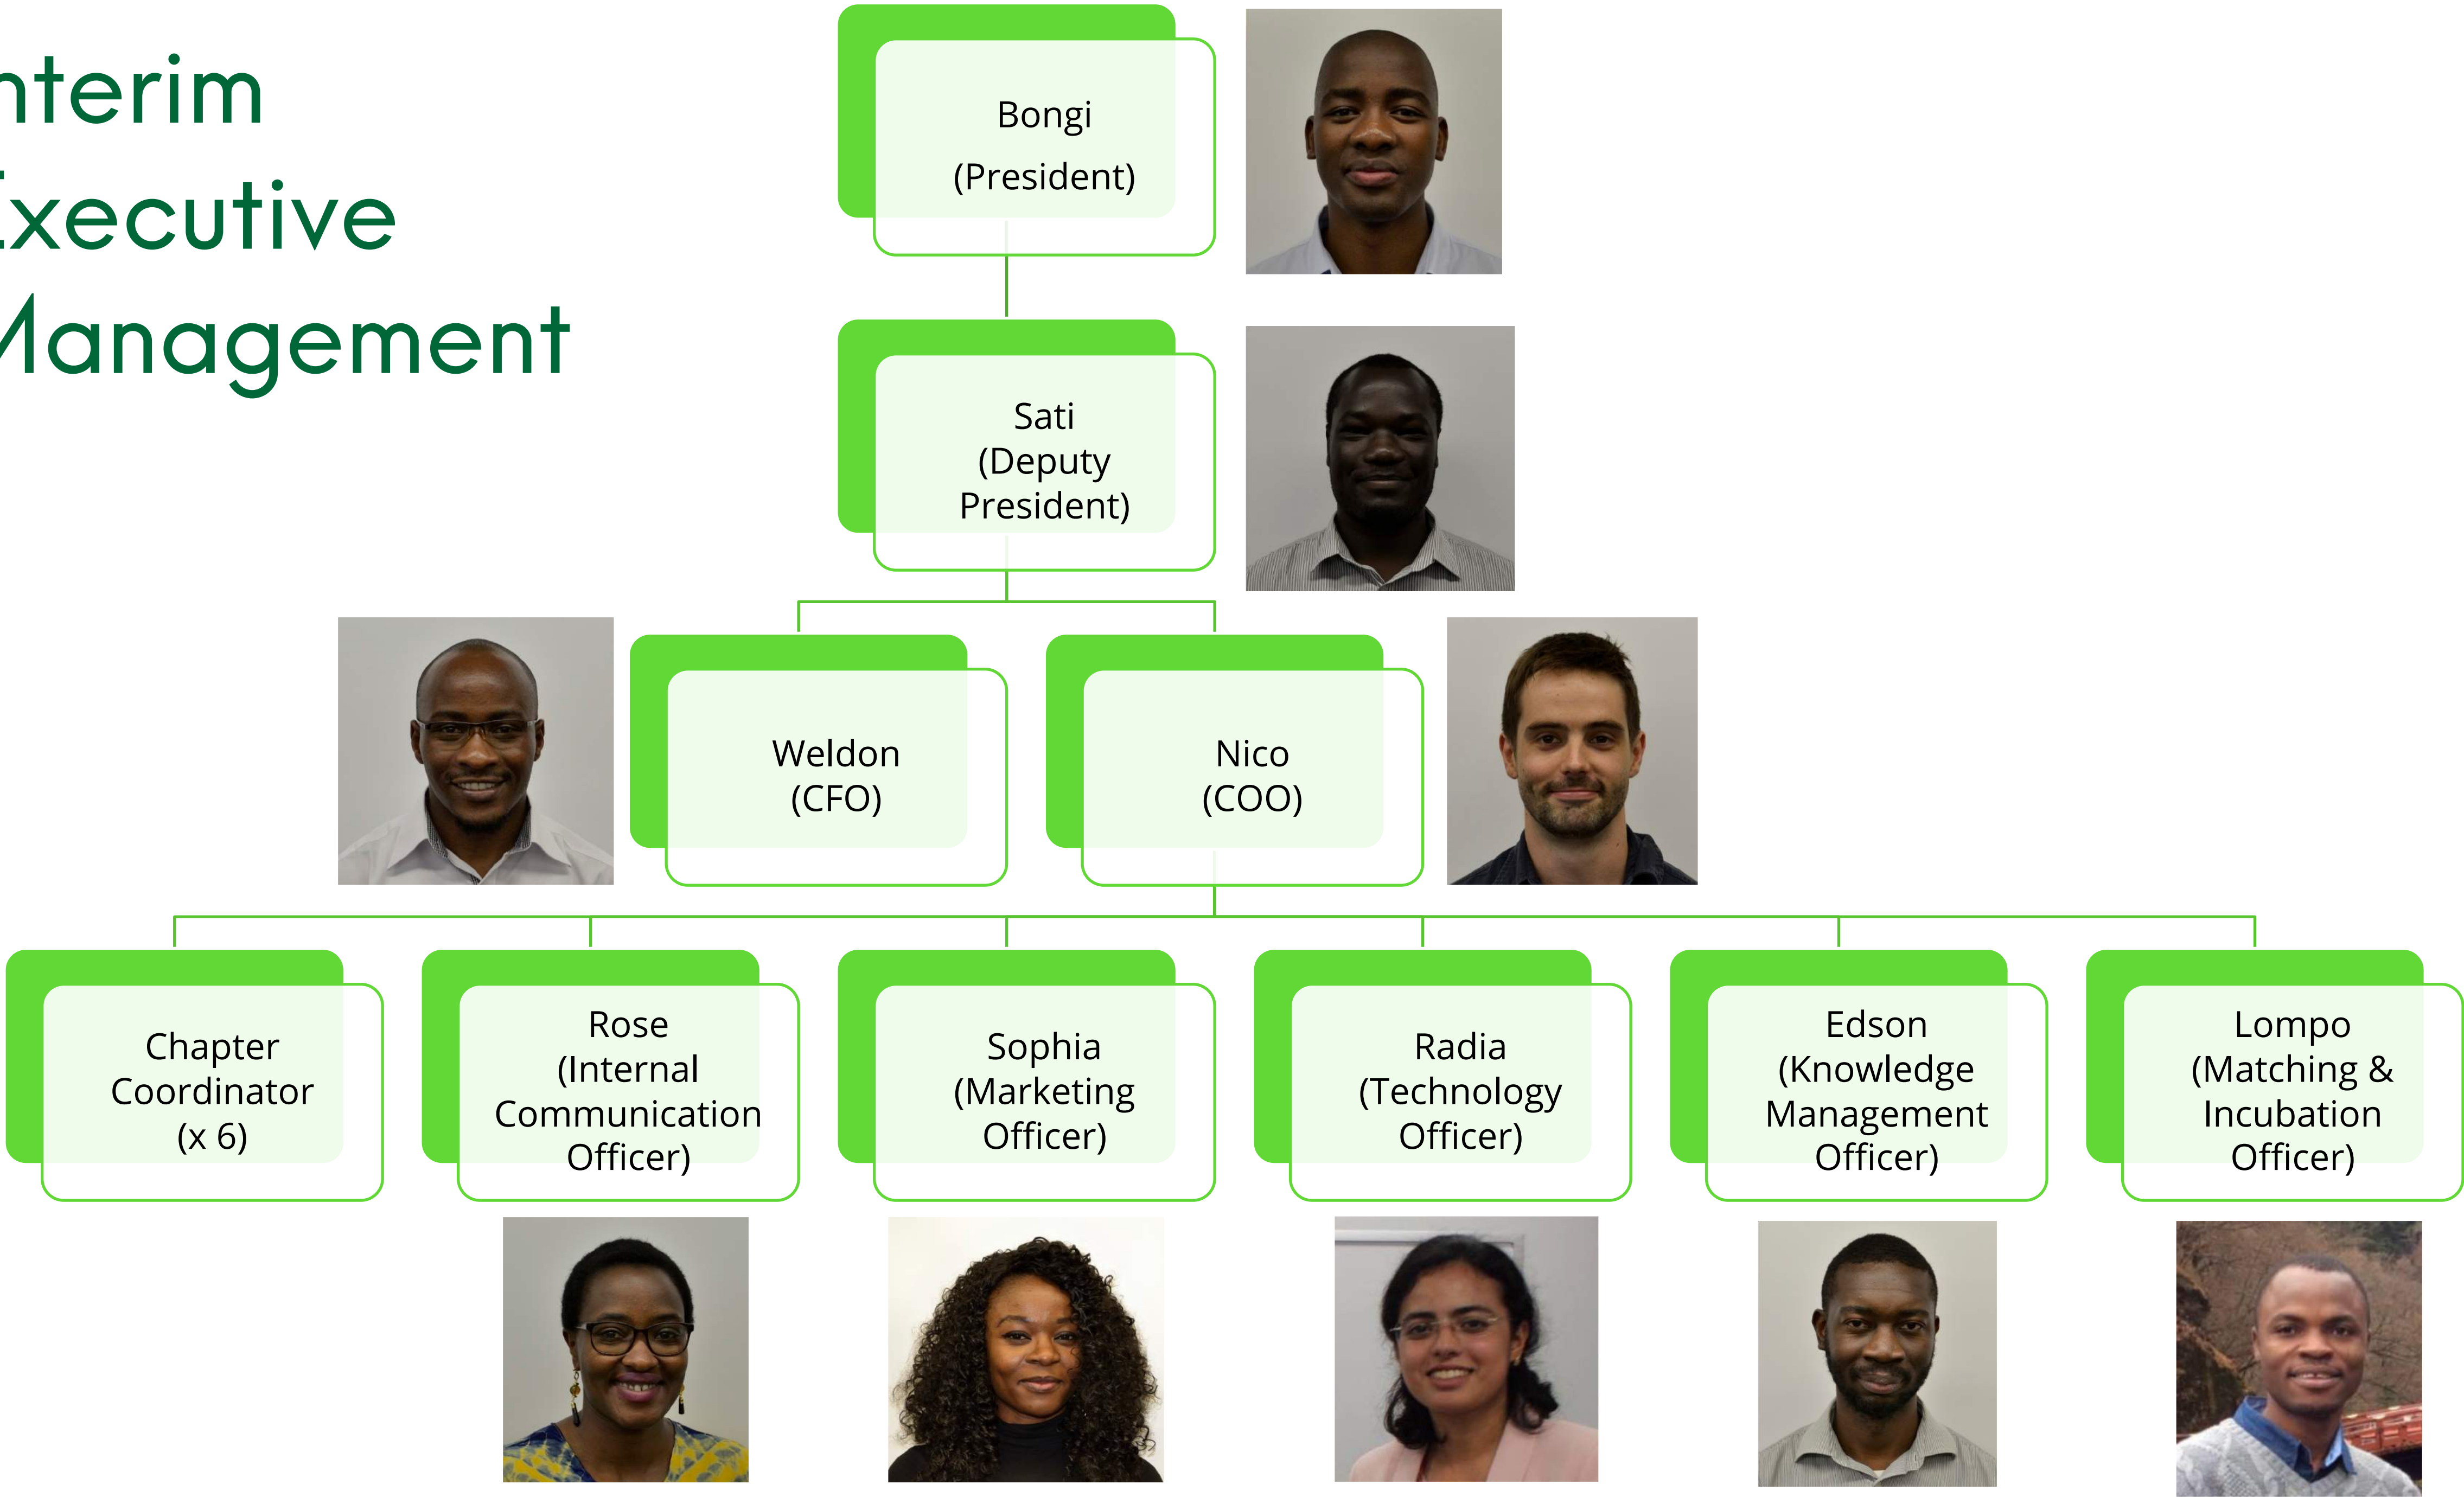 nterim
Executive
Management
Bongi
(President)
Sati
(Deputy
President)
Weldon
(CFO)
Nico
(COO)
Chapter
Coordinator
(x 6)
Rose
(Internal
Communication
Officer)
Sophia
(Marketing
Officer)
Radia
(Technology
Officer)
Edson
(Knowledge
Management
Officer)
Lompo
(Matching &
Incubation
Officer)